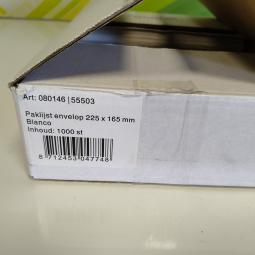 Art: 080146 | 55503
Paklijst envelop 225 x 165 mm
Blanco
Inhoud: 1000 st
8 712453 047748